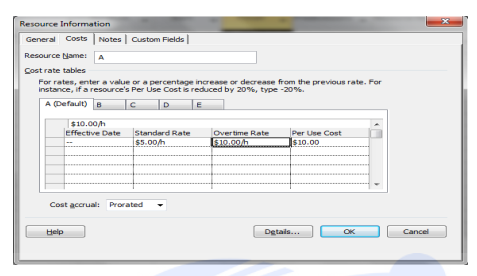 Resource Information
General Costs Notes Custom Fields
Resource Name: A
Cost rate tables
For rates, enter a value or a percentage increase or decrease from the previous rate. For
instance, if a resource's Per Use Cost is reduced by 20%, type -20%.
A (Default) B C D E
$10.00/h
Effective Date Standard Rate Overtime Rate Per Use Cost
-- $5.00/h $10.00/h $10.00
Cost accrual: Prorated
Help Details... OK Cancel